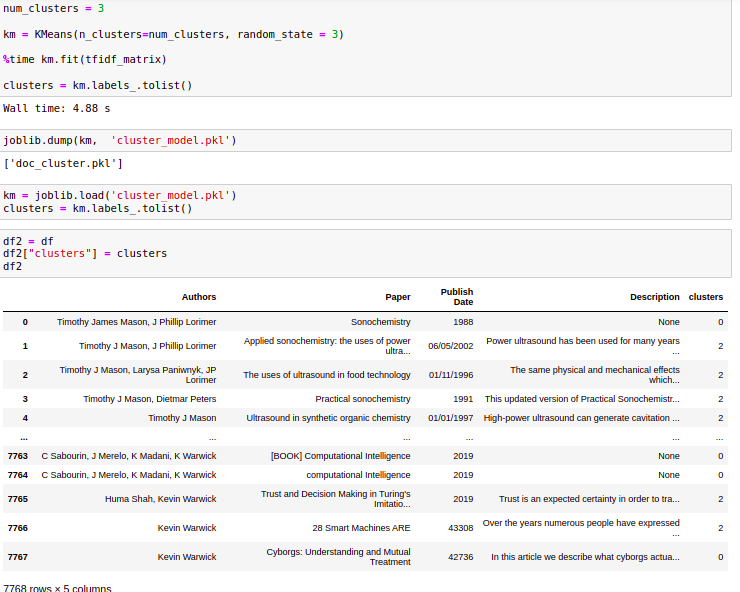 num_clusters = 3
km = KMeans(n_clusters=num_clusters, random_state = 3)
%time km.fit(tfidf_matrix)
clusters = km.labels_.tolist()
Wall time: 4.88 s
joblib.dump(km,  'cluster_model.pkl')
['doc_cluster.pkl']
km = joblib.load('cluster_model.pkl')
clusters = km.labels_.tolist()
df2 = df
df2["clusters"] = clusters
df2
Authors Paper Publish Date Description clusters
0 Timothy James Mason, J Phillip Lorimer Sonochemistry 1988 None 0
1 Timothy J Mason, J Phillip Lorimer Applied sonochemistry: the uses of power ultra... 06/05/2002 Power ultrasound has been used for many years ... 2
2 Timothy J Mason, Larysa Paniwnyk, JP Lorimer The uses of ultrasound in food technology 01/11/1996 The same physical and mechanical effects which... 2
3 Timothy J Mason, Dietmar Peters Practical sonochemistry 1991 This updated version of Practical Sonochemistr... 2
4 Timothy J Mason Ultrasound in synthetic organic chemistry 01/01/1997 High-power ultrasound can generate cavitation ... 2
... ... ... ... ... ...
7763 C Sabourin, J Merelo, K Madani, K Warwick [BOOK] Computational Intelligence 2019 None 0
7764 C Sabourin, J Merelo, K Madani, K Warwick computational Intelligence 2019 None 0
7765 Huma Shah, Kevin Warwick Trust and Decision Making in Turing's Imitatio... 2019 Trust is an expected certainty in order to tra... 2
7766 Kevin Warwick 28 Smart Machines ARE 43308 Over the years numerous people have expressed ... 2
7767 Kevin Warwick Cyborgs: Understanding and Mutual Treatment 42736 In this article we describe what cyborgs actua... 0
7768 rows × 5 columns